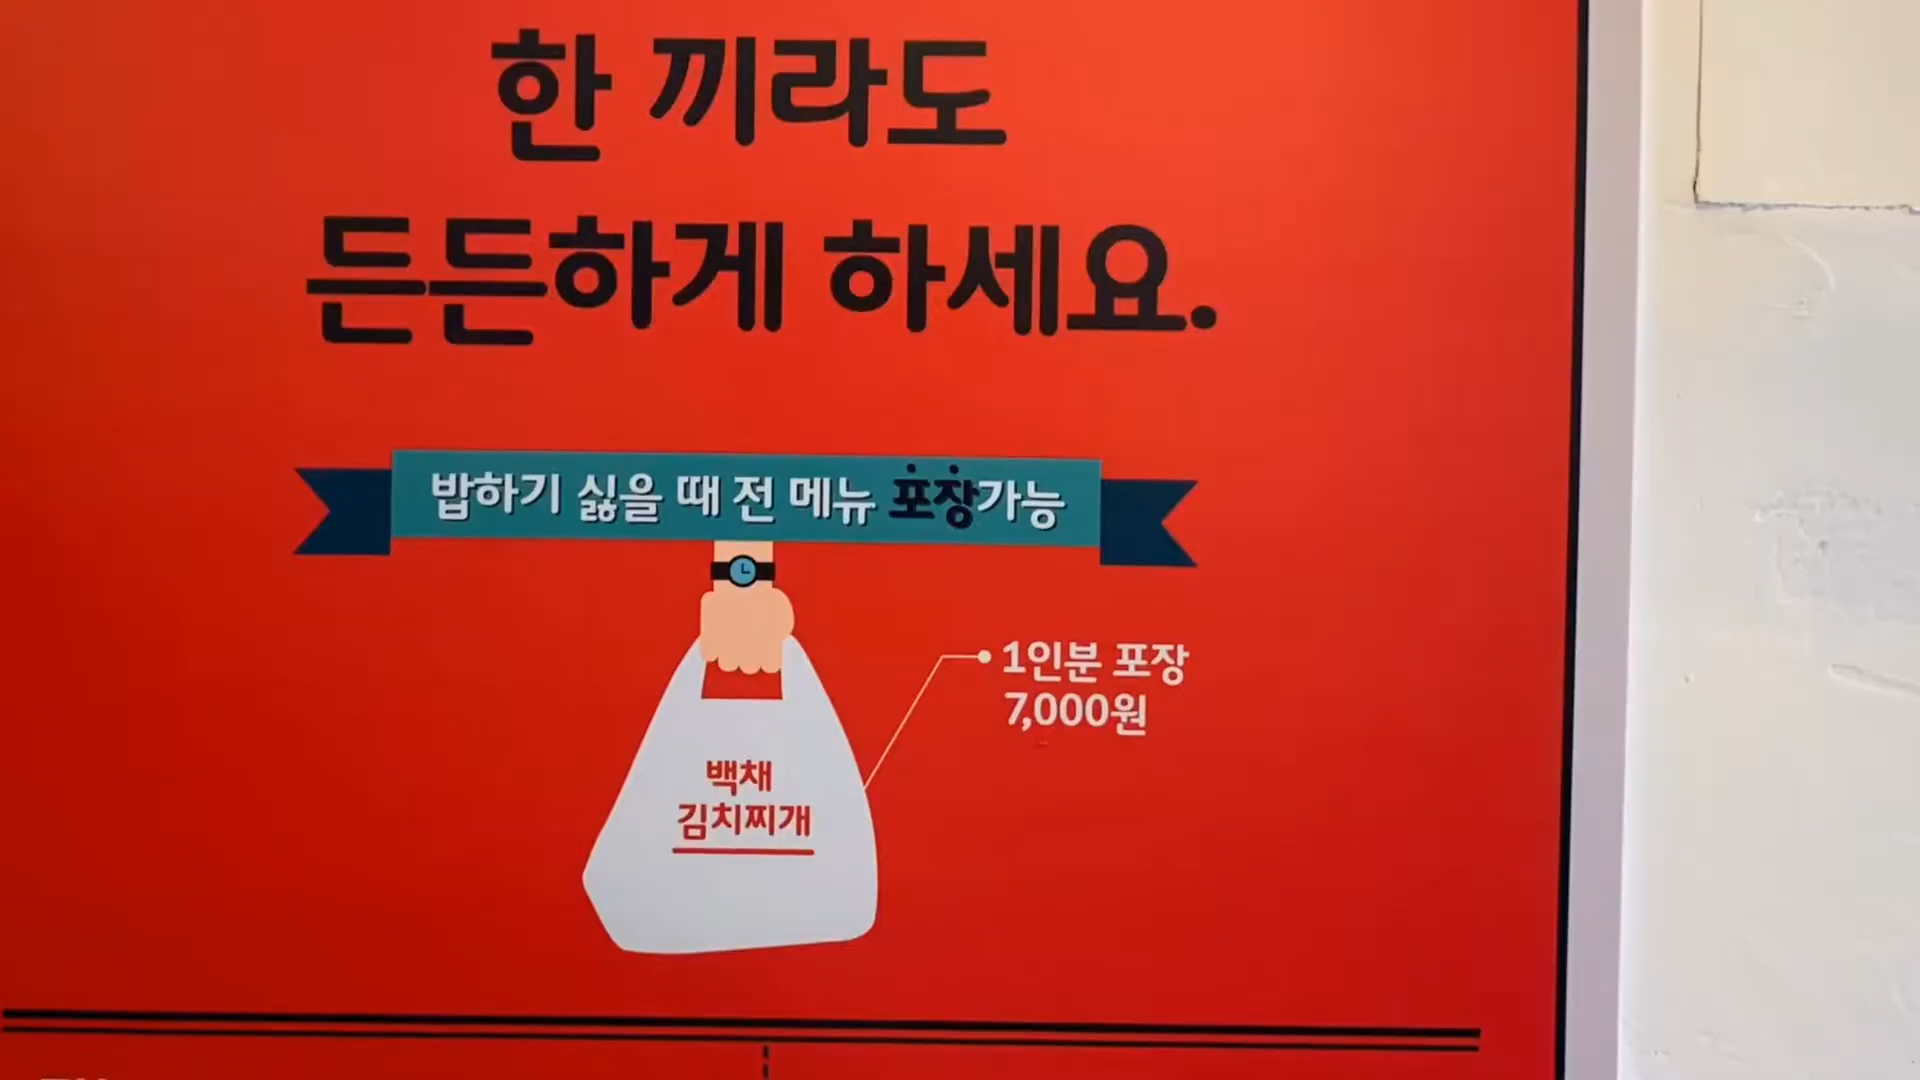 한 끼라도
든든하게 하세요.
밥하기 싫을 때 전 메뉴 포장가능
1인분 포장
7,000원
백채
김치찌개